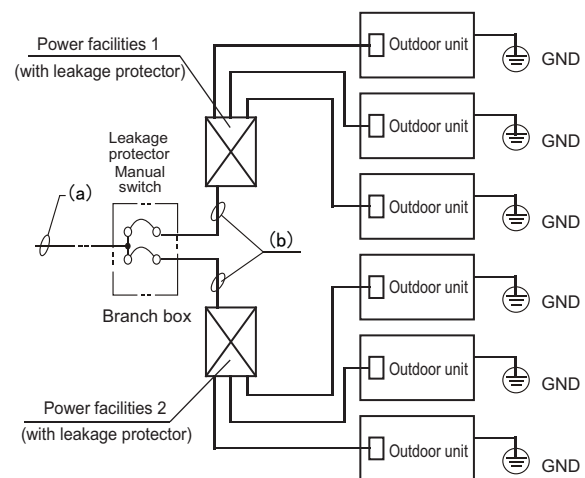 Power facilities 1
(with leakage protector)
Outdoor unit
GND
Outdoor unit
GND
Leakage
protector
Manual
switch
Outdoor unit
GND
(a)
(b)
Branch box
Outdoor unit
GND
Outdoor unit
GND
Power facilities 2
(with leakage protector)
Outdoor unit
GND